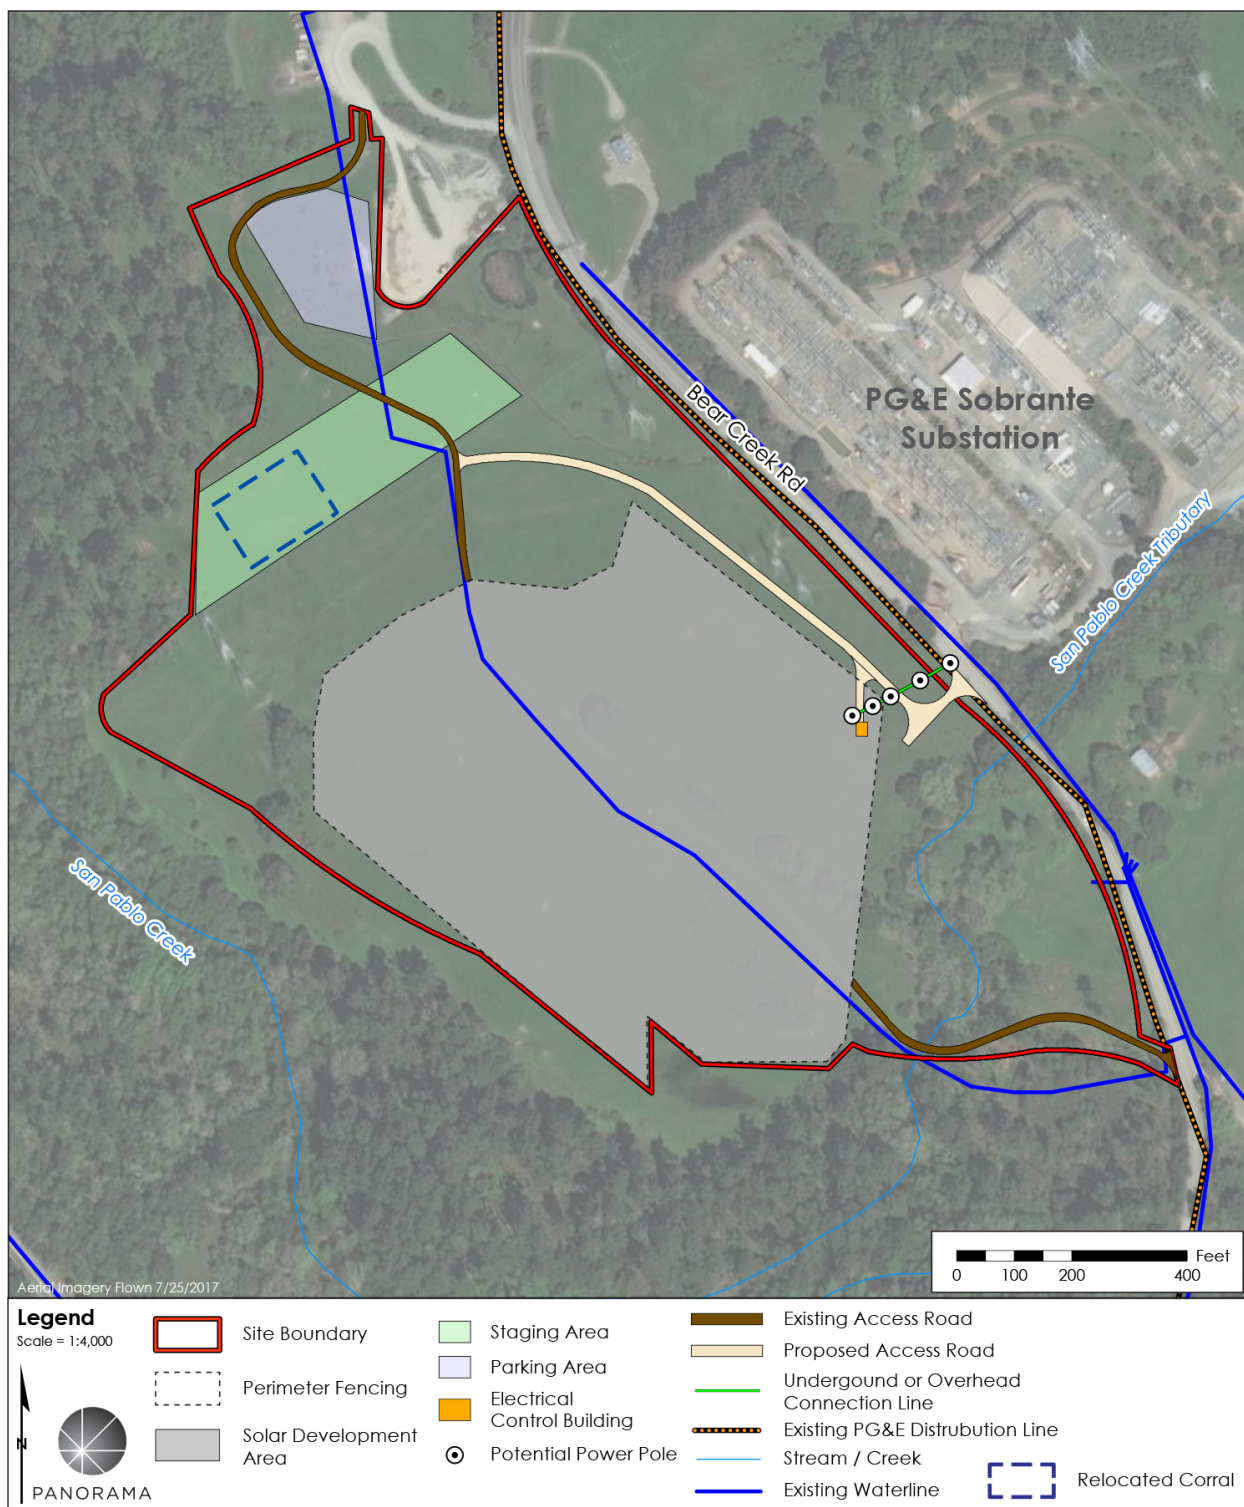 Bear Creek Rd
PG&E Sobrante
Substation
San Pablo Creek Tributary
San Pablo Creek
Aerial Imagery Flown 7/25/2017
Feet
0 100 200 400
Legend
Scale = 1:4,000
N
PANORAMA
Site Boundary
Perimeter Fencing
Solar Development
Area
Staging Area
Parking Area
Electrical
Control Building
Potential Power Pole
Existing Access Road
Proposed Access Road
Undergound or Overhead
Connection Line
Existing PG&E Distrubution Line
Stream / Creek
Existing Waterline
Relocated Corral